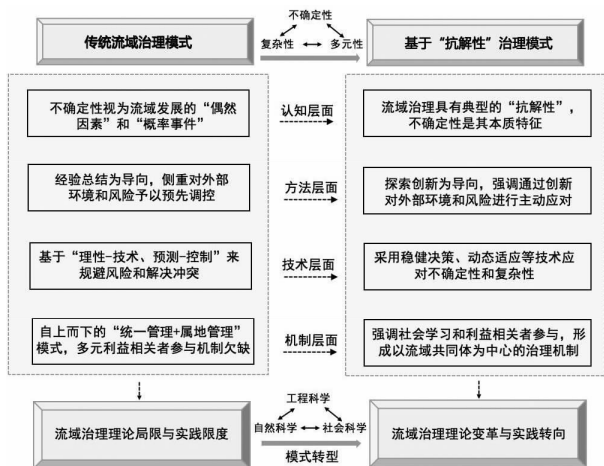 不确定性
传统流域治理模式
复杂性
多元性
基于“抗解性”治理模式
不确定性视为流域发展的“偶然
因素”和“概率事件”
认知层面
流域治理具有典型的“抗解性”，
不确定性是其本质特征
经验总结为导向，侧重对外部
环境和风险予以预先调控
方法层面
探索创新为导向，强调通过创新
对外部环境和风险进行主动应对
基于“理性-技术、预测-控制”来
规避风险和解决冲突
技术层面
采用稳健决策、动态适应等技术应
对不确定性和复杂性
自上而下的“统一管理+属地管理”
模式，多元利益相关者参与机制欠缺
机制层面
强调社会学习和利益相关者参与，形
成以流域共同体为中心的治理机制
工程科学
流域治理理论局限与实践限度
自然科学
社会科学
模式转型
流域治理理论变革与实践转向